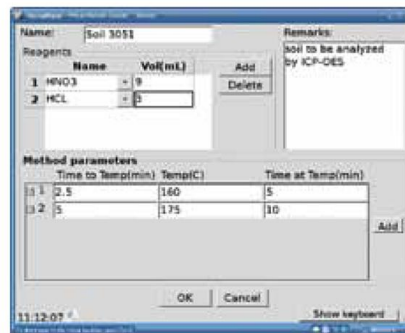 Name: Soil 3051 Remarks:
soil to be analyzed
by ICP-OES
Reagents
Name Vol(mL) Add
1 HNO3 9 Delete
2 HCL 3
Method parameters
Time to Temp(min) Temp(C) Time at Temp(min)
1 2.5 160 5
2 5 175 10
Add
OK Cancel
11:12:07 Show keyboard